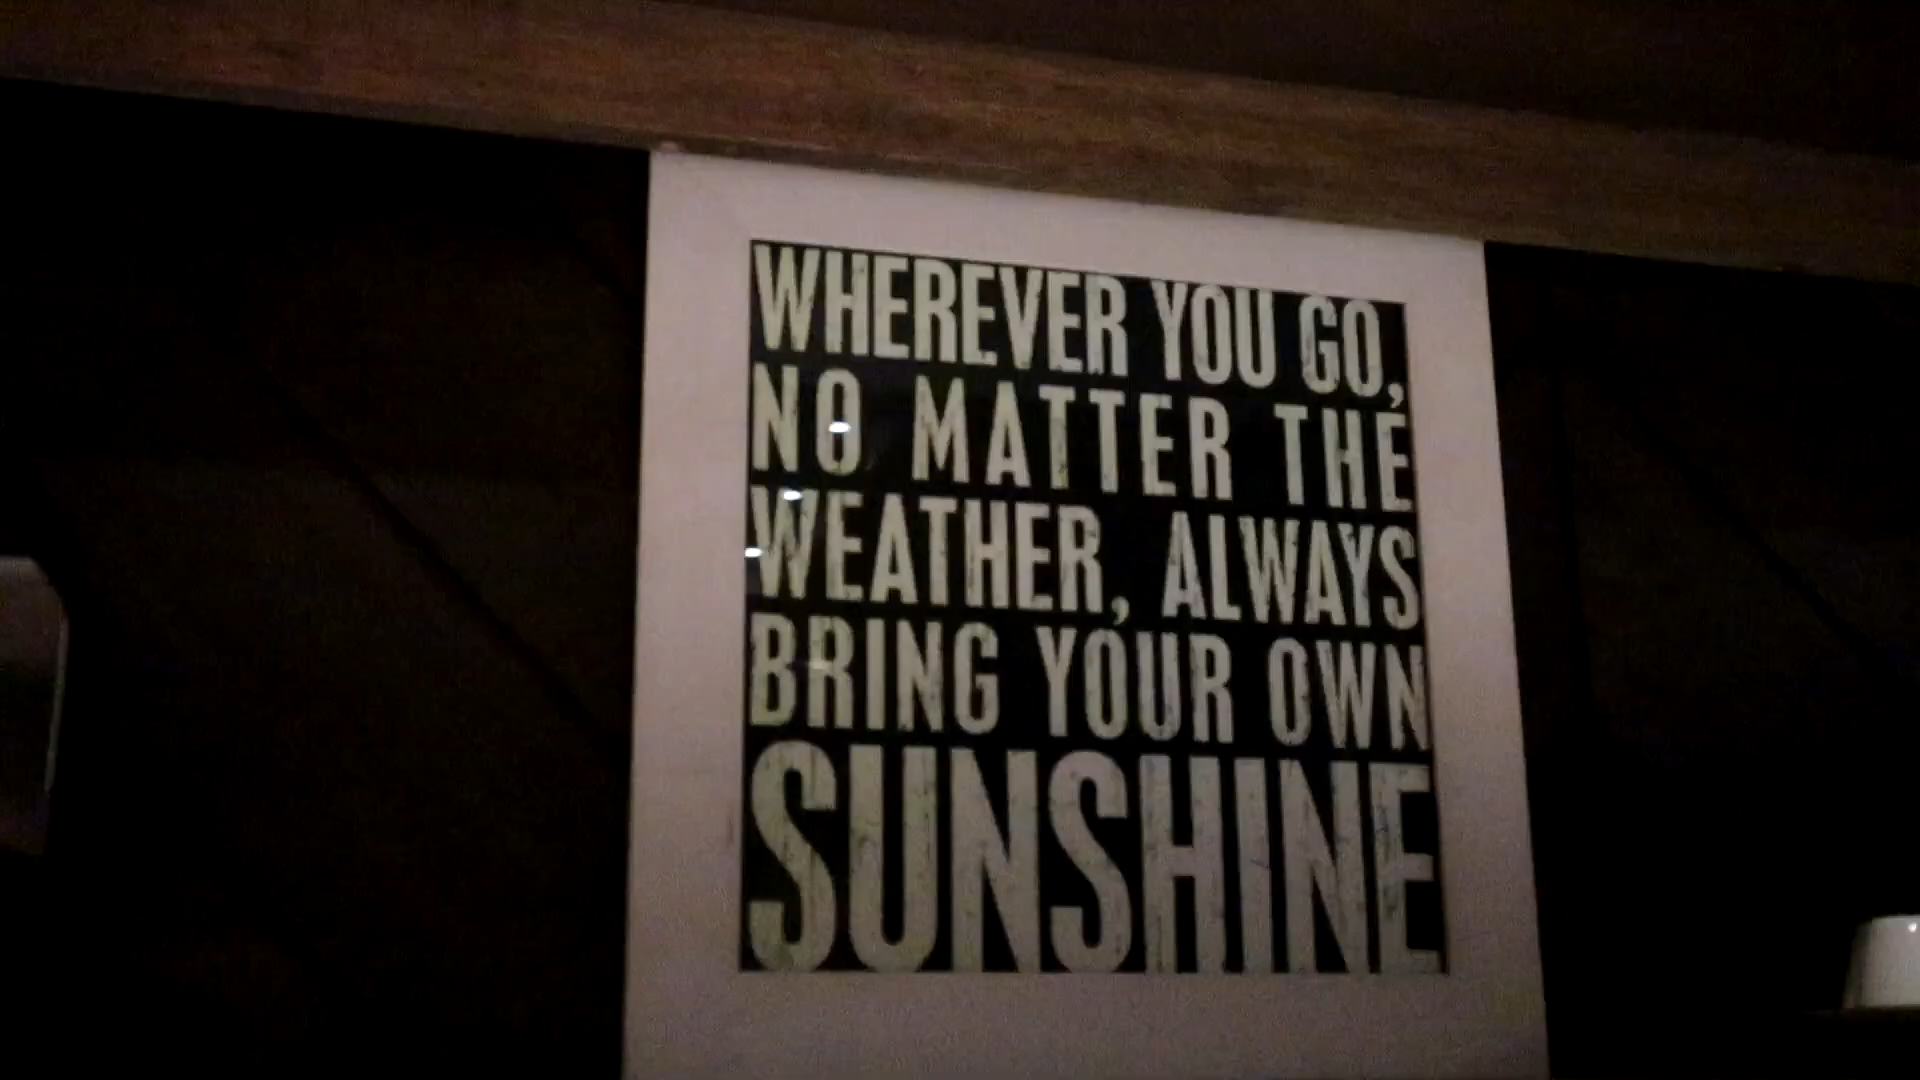 WHEREVER YOU GO,
NO MATTER THE
WEATHER, ALWAYS
BRING YOUR OWN
SUNSHINE